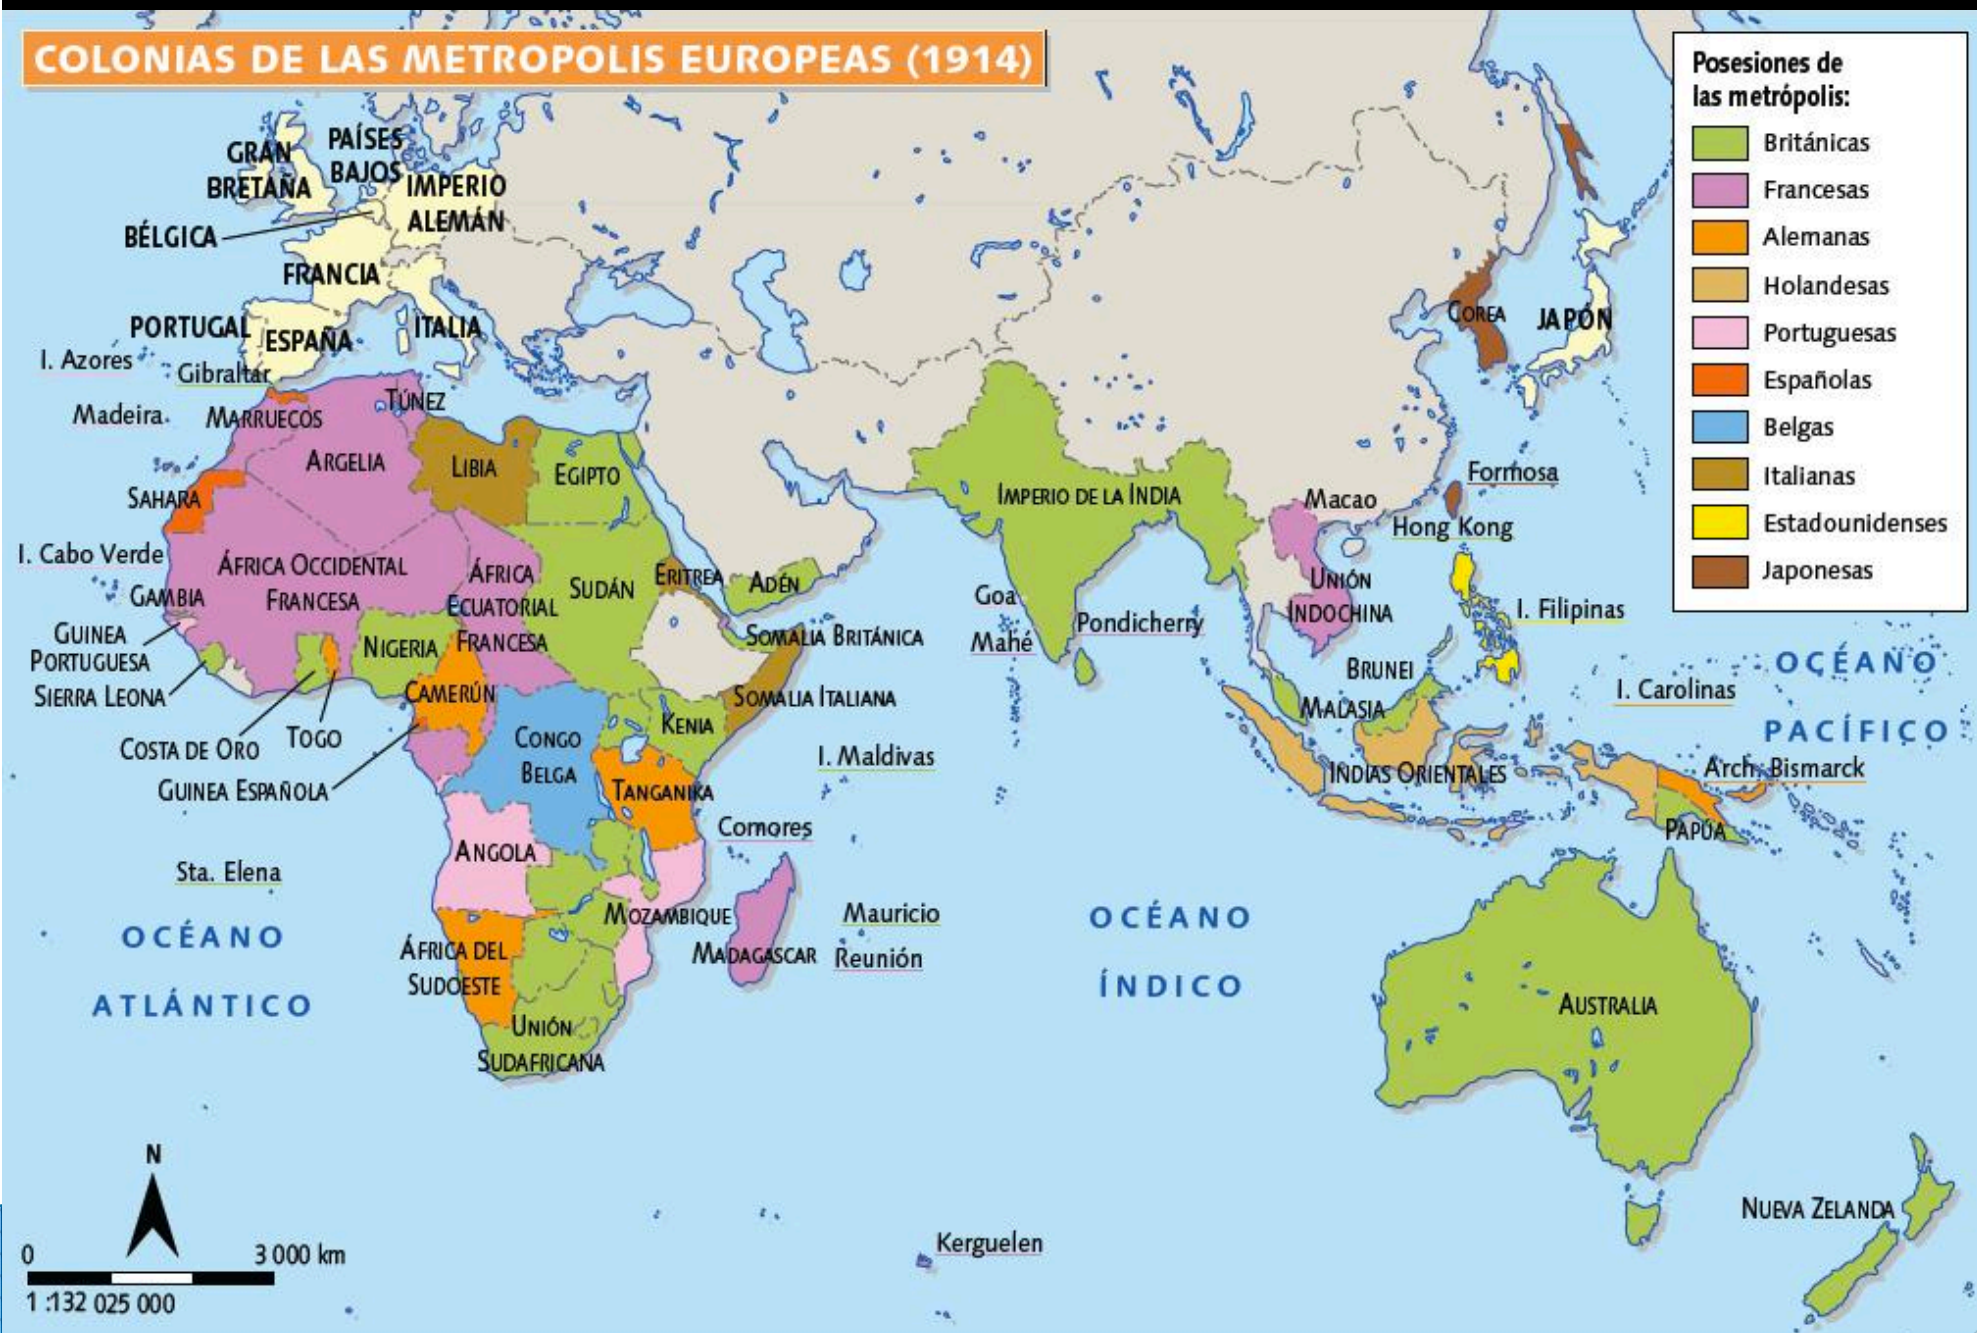 COLONIAS DE LAS METROPOLIS EUROPEAS (1914)
Posesiones de
las metrópolis:
Británicas
Francesas
Alemanas
Holandesas
Portuguesas
Españolas
Belgas
Italianas
Estadounidenses
Japonesas
GRAN
BRETAÑA
PAÍSES
BAJOS
IMPERIO
ALEMÁN
BÉLGICA
FRANCIA
PORTUGAL
ESPAÑA
ITALIA
JAPÓN
COREA
I. Azores
Gibraltar
Madeira
MARRUECOS
TÚNEZ
ARGELIA
LIBIA
EGIPTO
SAHARA
I. Cabo Verde
ÁFRICA OCCIDENTAL
FRANCESA
ÁFRICA
ECUATORIAL
FRANCESA
SUDÁN
ERITREA
ADÉN
GAMBIA
GUINEA
PORTUGUESA
SIERRA LEONA
NIGERIA
CAMERÚN
COSTA DE ORO
TOGO
GUINEA ESPAÑOLA
SOMALIA BRITÁNICA
SOMALIA ITALIANA
KENIA
CONGO
BELGA
TANGANIKA
ANGOLA
Comores
MOZAMBIQUE
MADAGASCAR
Mauricio
Reunión
ÁFRICA DEL
SUDOESTE
UNIÓN
SUDAFRICANA
Sta. Elena
OCÉANO
ATLÁNTICO
IMPERIO DE LA INDIA
Goa
Mahé
Pondicherry
I. Maldivas
Macao
Hong Kong
Formosa
UNIÓN
INDOCHINA
I. Filipinas
BRUNEI
MALASIA
INDIAS ORIENTALES
I. Carolinas
OCÉANO
PACÍFICO
Arch. Bismarck
PAPÚA
OCÉANO
ÍNDICO
AUSTRALIA
NUEVA ZELANDA
Kerguelen
N
0
3 000 km
1 :132 025 000